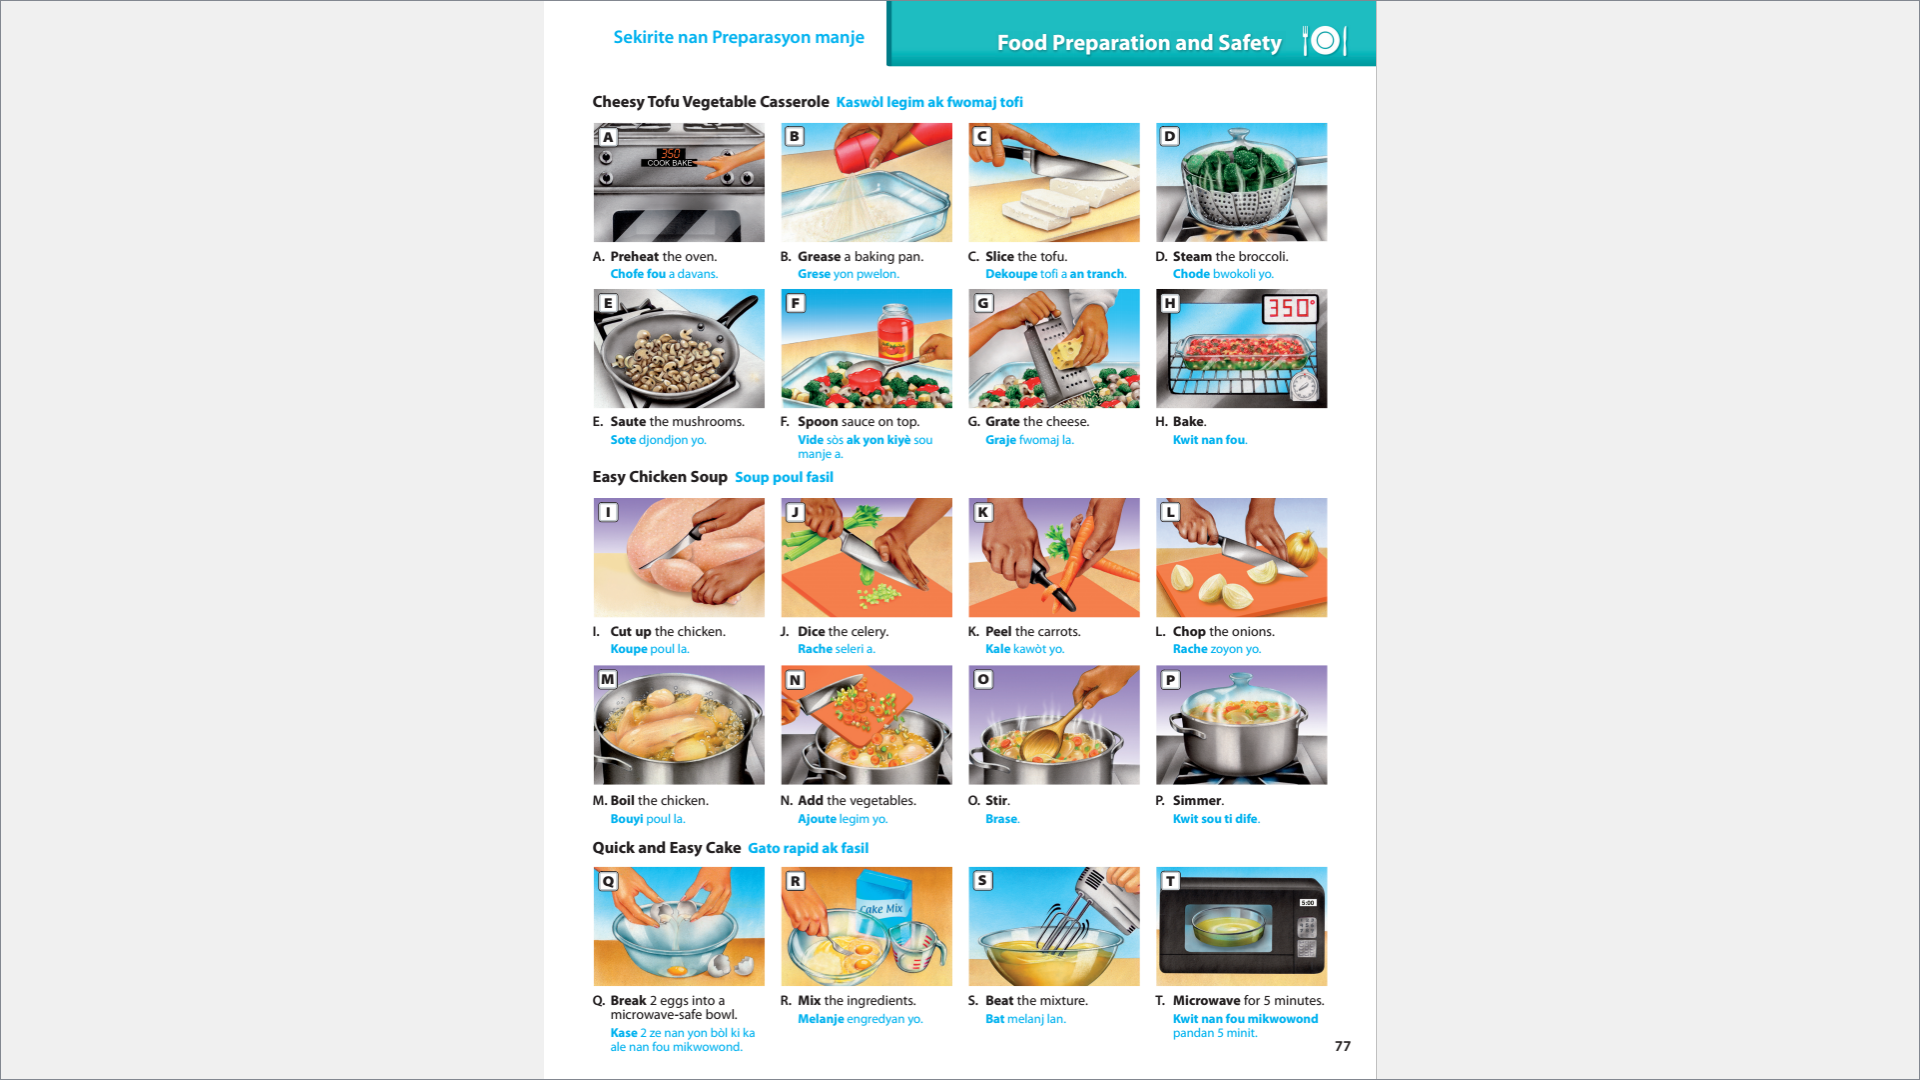 Sekirite nan Preparasyon manje
Food Preparation and Safety
Cheesy Tofu Vegetable Casserole Kaswòl legim ak fwomaj tofi
A
350
COOK BAKE
B
C
D
A. Preheat the oven.
Chofe fou a davans.
B. Grease a baking pan.
Grese yon pwelon.
C. Slice the tofu.
Dekoupe tofi a an tranch.
D. Steam the broccoli.
Chode bwokoli yo.
E
F
G
H
350°
E. Saute the mushrooms.
Sote djondjon yo.
F. Spoon sauce on top.
Vide sòs ak yon kiyè sou
manje a.
G. Grate the cheese.
Graje fwomaj la.
H. Bake.
Kwit nan fou.
Easy Chicken Soup Soup poul fasil
I
J
K
L
I. Cut up the chicken.
Koupe poul la.
J. Dice the celery.
Rache seleri a.
K. Peel the carrots.
Kale kawòt yo.
L. Chop the onions.
Rache zoyon yo.
M
N
O
P
M. Boil the chicken.
Bouyi poul la.
N. Add the vegetables.
Ajoute legim yo.
O. Stir.
Brase.
P. Simmer.
Kwit sou ti dife.
Quick and Easy Cake Gato rapid ak fasil
Q
R
Cake Mix
S
T
5:00
Q. Break 2 eggs into a
microwave-safe bowl.
Kase 2 ze nan yon bòl ki ka
ale nan fou mikwowond.
R. Mix the ingredients.
Melanje engredyan yo.
S. Beat the mixture.
Bat melanj lan.
T. Microwave for 5 minutes.
Kwit nan fou mikwowond
pandan 5 minit.
77